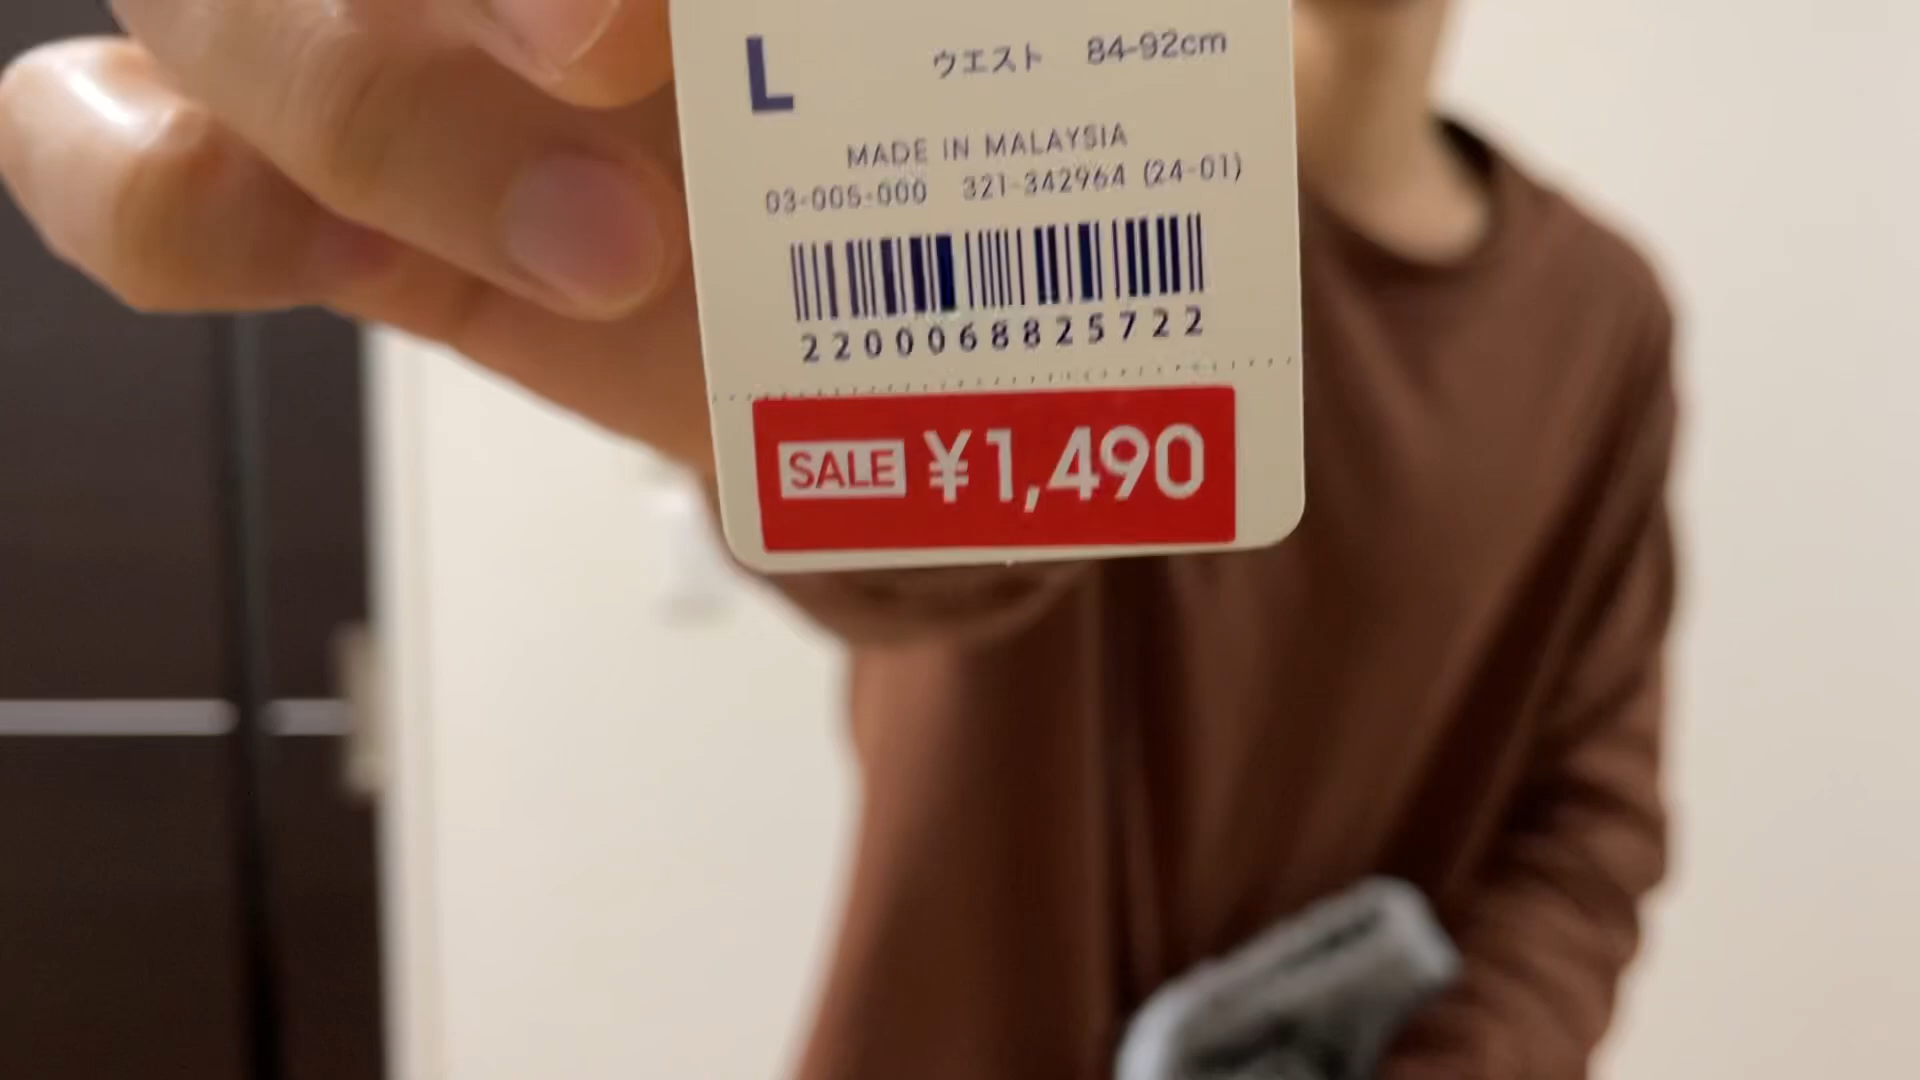 L ウエスト 84-92cm
MADE IN MALAYSIA
03-005-000 321-342964 (24-01)
2200068825722
SALE ¥1,490